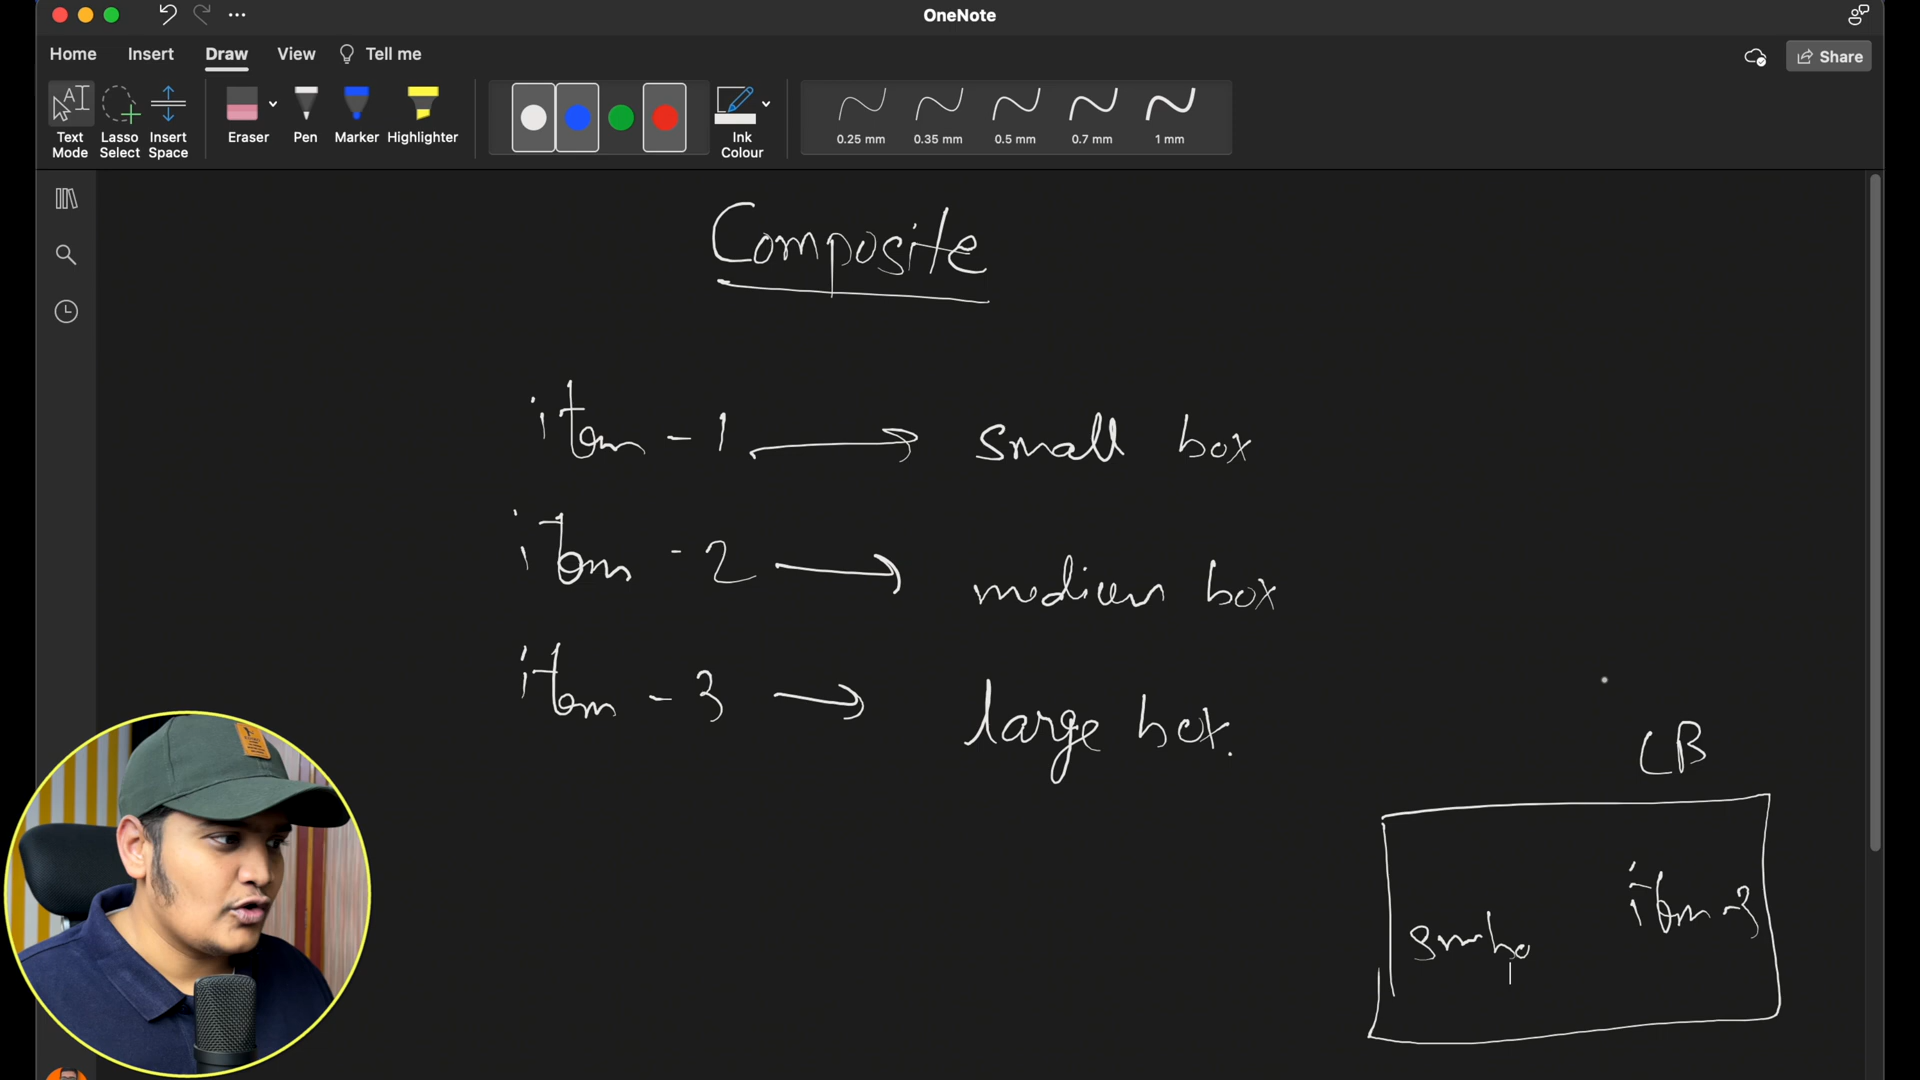 OneNote
Home Insert Draw View Tell me
Share
Text Mode
Lasso Select
Insert Space
Eraser
Pen
Marker
Highlighter
Ink Colour
0.25 mm
0.35 mm
0.5 mm
0.7 mm
1 mm
Composite
item - 1 → small box
item - 2 → medium box
item - 3 → large box.
LB
item -3